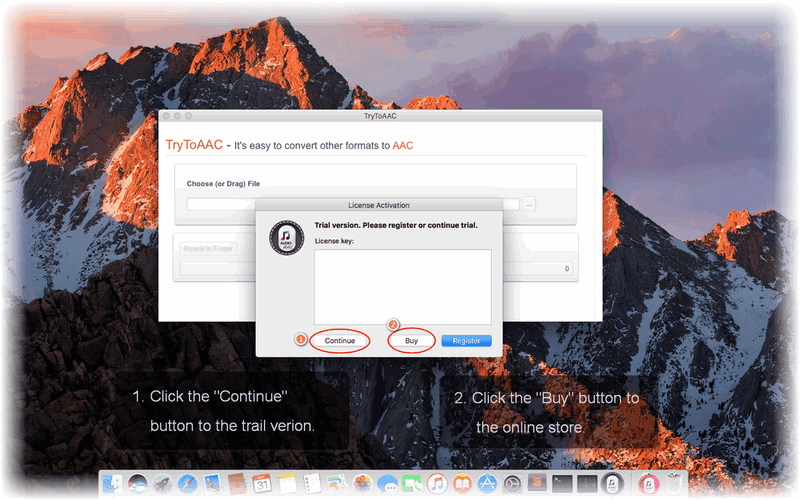 TryToAAC
TryToAAC - It's easy to convert other formats to AAC
Choose (or Drag) File
...
License Activation
Trial version. Please register or continue trial.
License key:
AUDIO
AAC
Reveal In Finder
0
1
Continue
2
Buy
Register
1. Click the "Continue"
button to the trail verion.
2. Click the "Buy" button to
the online store.
31